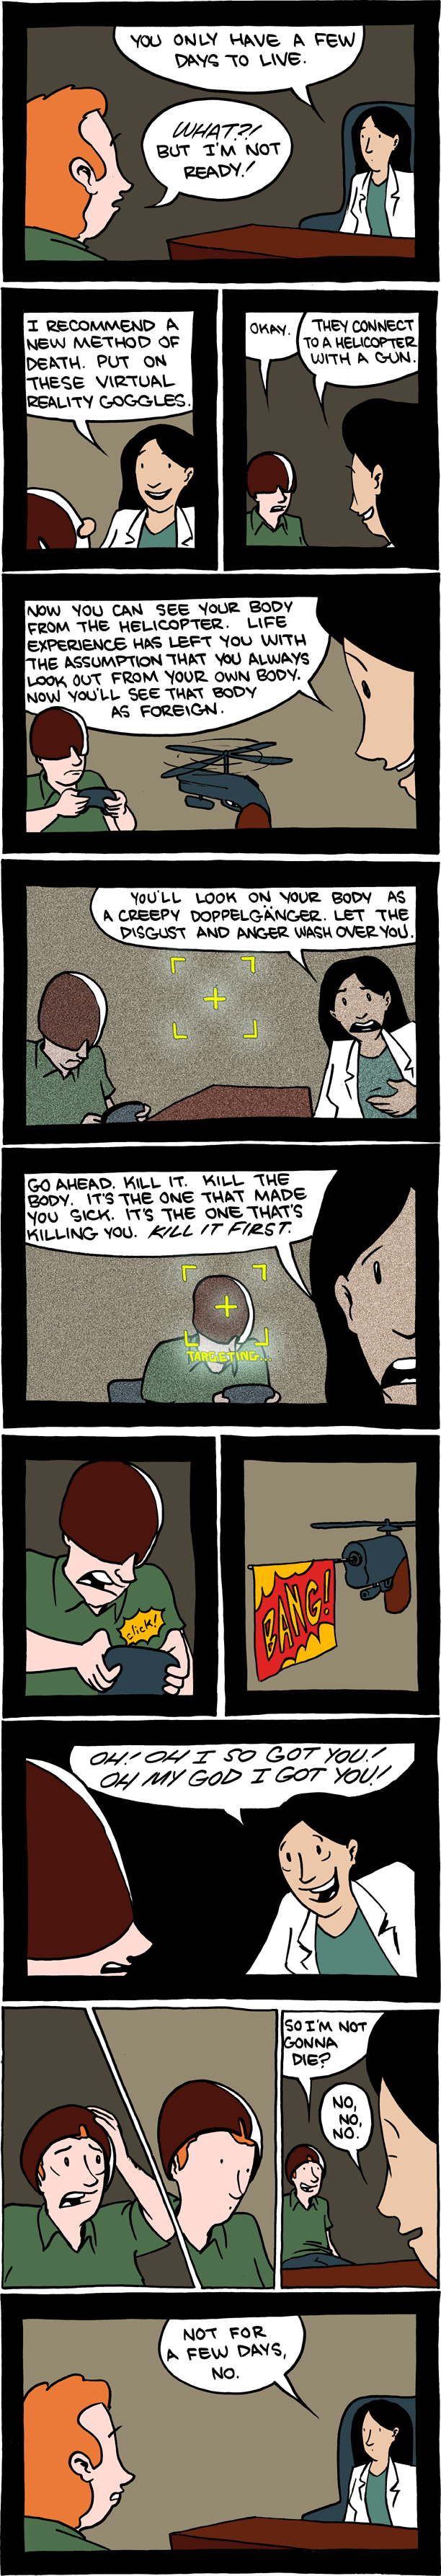 YOU ONLY HAVE A FEW
DAYS TO LIVE.
WHAT?!
BUT I'M NOT
READY!
I RECOMMEND A
NEW METHOD OF
DEATH. PUT ON
THESE VIRTUAL
REALITY GOGGLES.
OKAY.
THEY CONNECT
TO A HELICOPTER
WITH A GUN.
NOW YOU CAN SEE YOUR BODY
FROM THE HELICOPTER. LIFE
EXPERIENCE HAS LEFT YOU WITH
THE ASSUMPTION THAT YOU ALWAYS
LOOK OUT FROM YOUR OWN BODY.
NOW YOU'LL SEE THAT BODY
AS FOREIGN.
YOU'LL LOOK ON YOUR BODY AS
A CREEPY DOPPELGÄNGER. LET THE
DISGUST AND ANGER WASH OVER YOU.
GO AHEAD. KILL IT. KILL THE
BODY. IT'S THE ONE THAT MADE
YOU SICK. IT'S THE ONE THAT'S
KILLING YOU. KILL IT FIRST.
TARGETING...
click!
BANG!
OH! OH I SO GOT YOU!
OH MY GOD I GOT YOU!
SO I'M NOT
GONNA
DIE?
NO,
NO,
NO.
NOT FOR
A FEW DAYS,
NO.